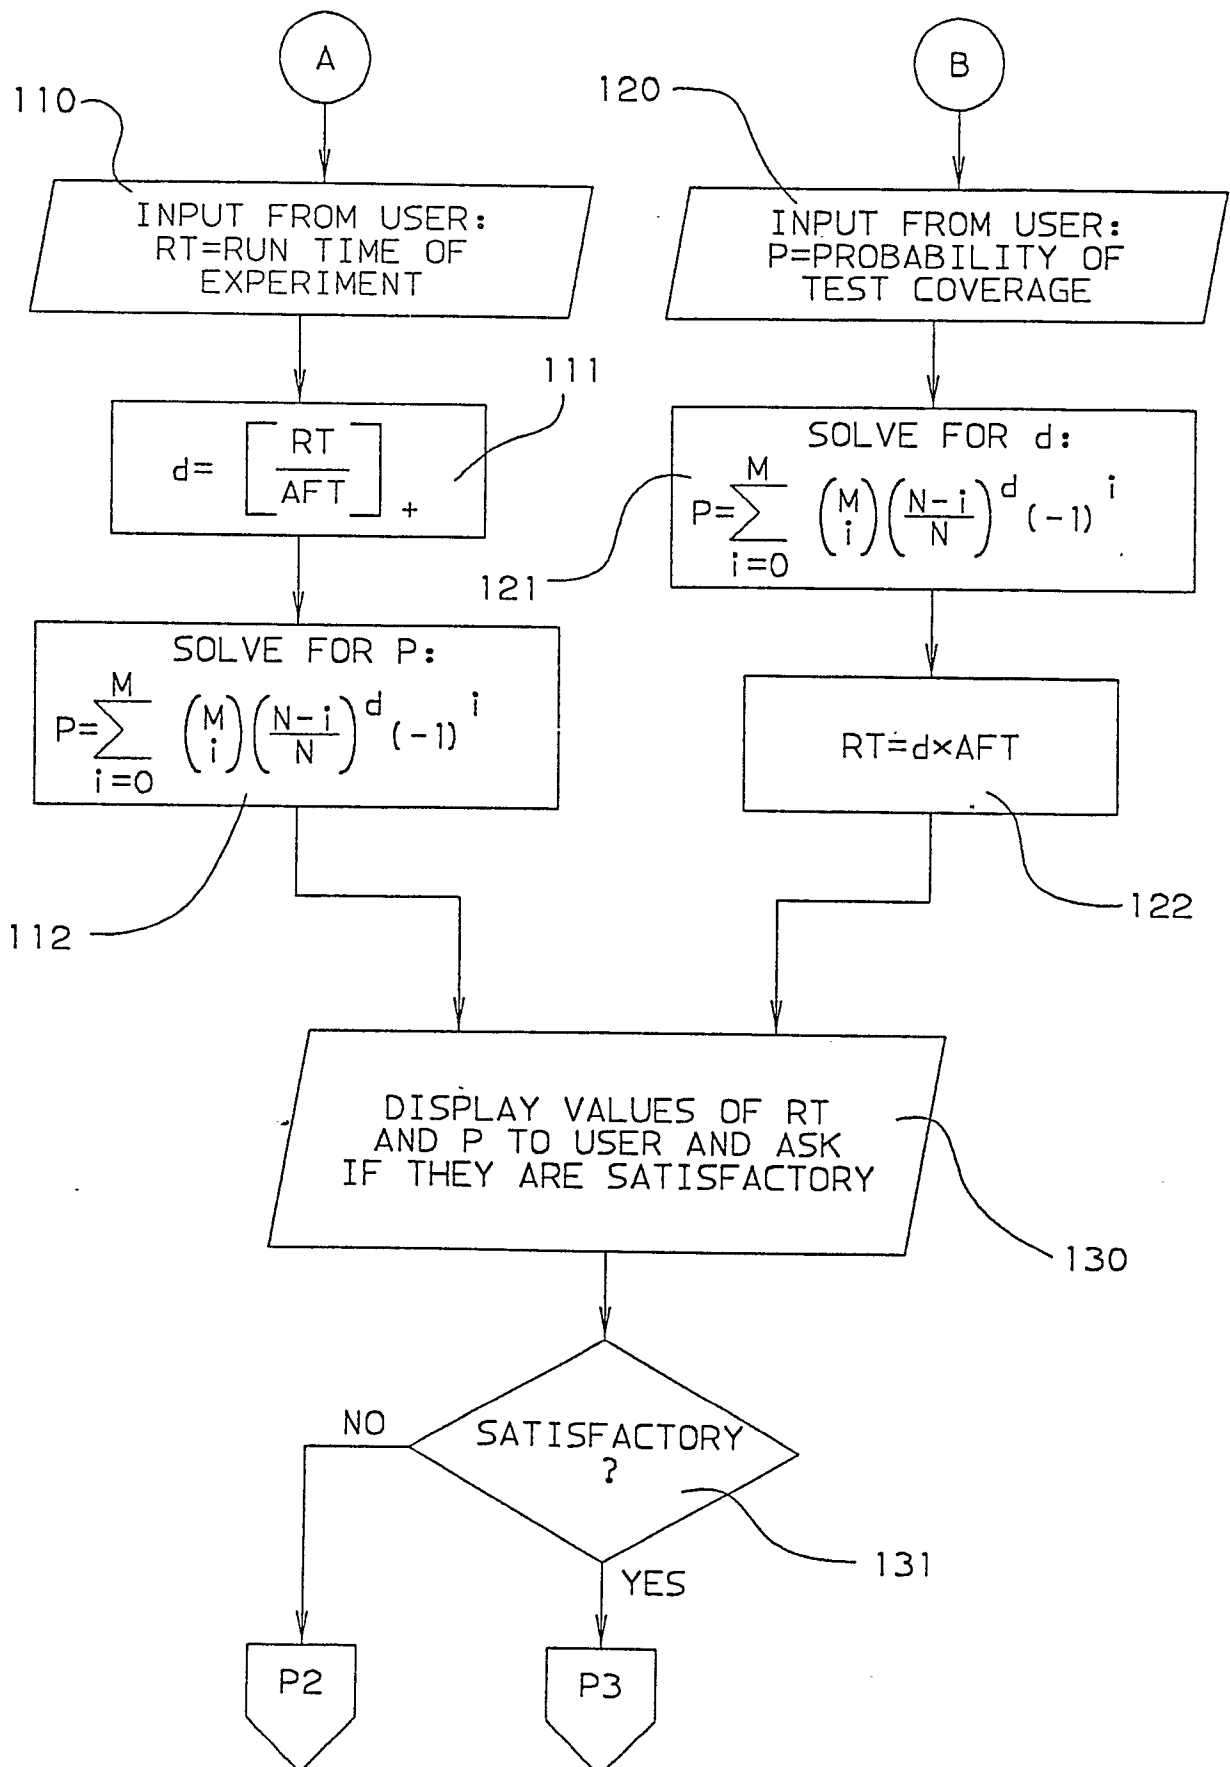 A
110
INPUT FROM USER:
RT=RUN TIME OF
EXPERIMENT
111
d= [RT/AFT]+
SOLVE FOR P:
P=∑_{i=0}^{M} (M i) ((N-i)/N)^d (-1)^i
112
B
120
INPUT FROM USER:
P=PROBABILITY OF
TEST COVERAGE
SOLVE FOR d:
P=∑_{i=0}^{M} (M i) ((N-i)/N)^d (-1)^i
121
RT=d×AFT
122
DISPLAY VALUES OF RT
AND P TO USER AND ASK
IF THEY ARE SATISFACTORY
130
SATISFACTORY
?
131
NO
YES
P2
P3